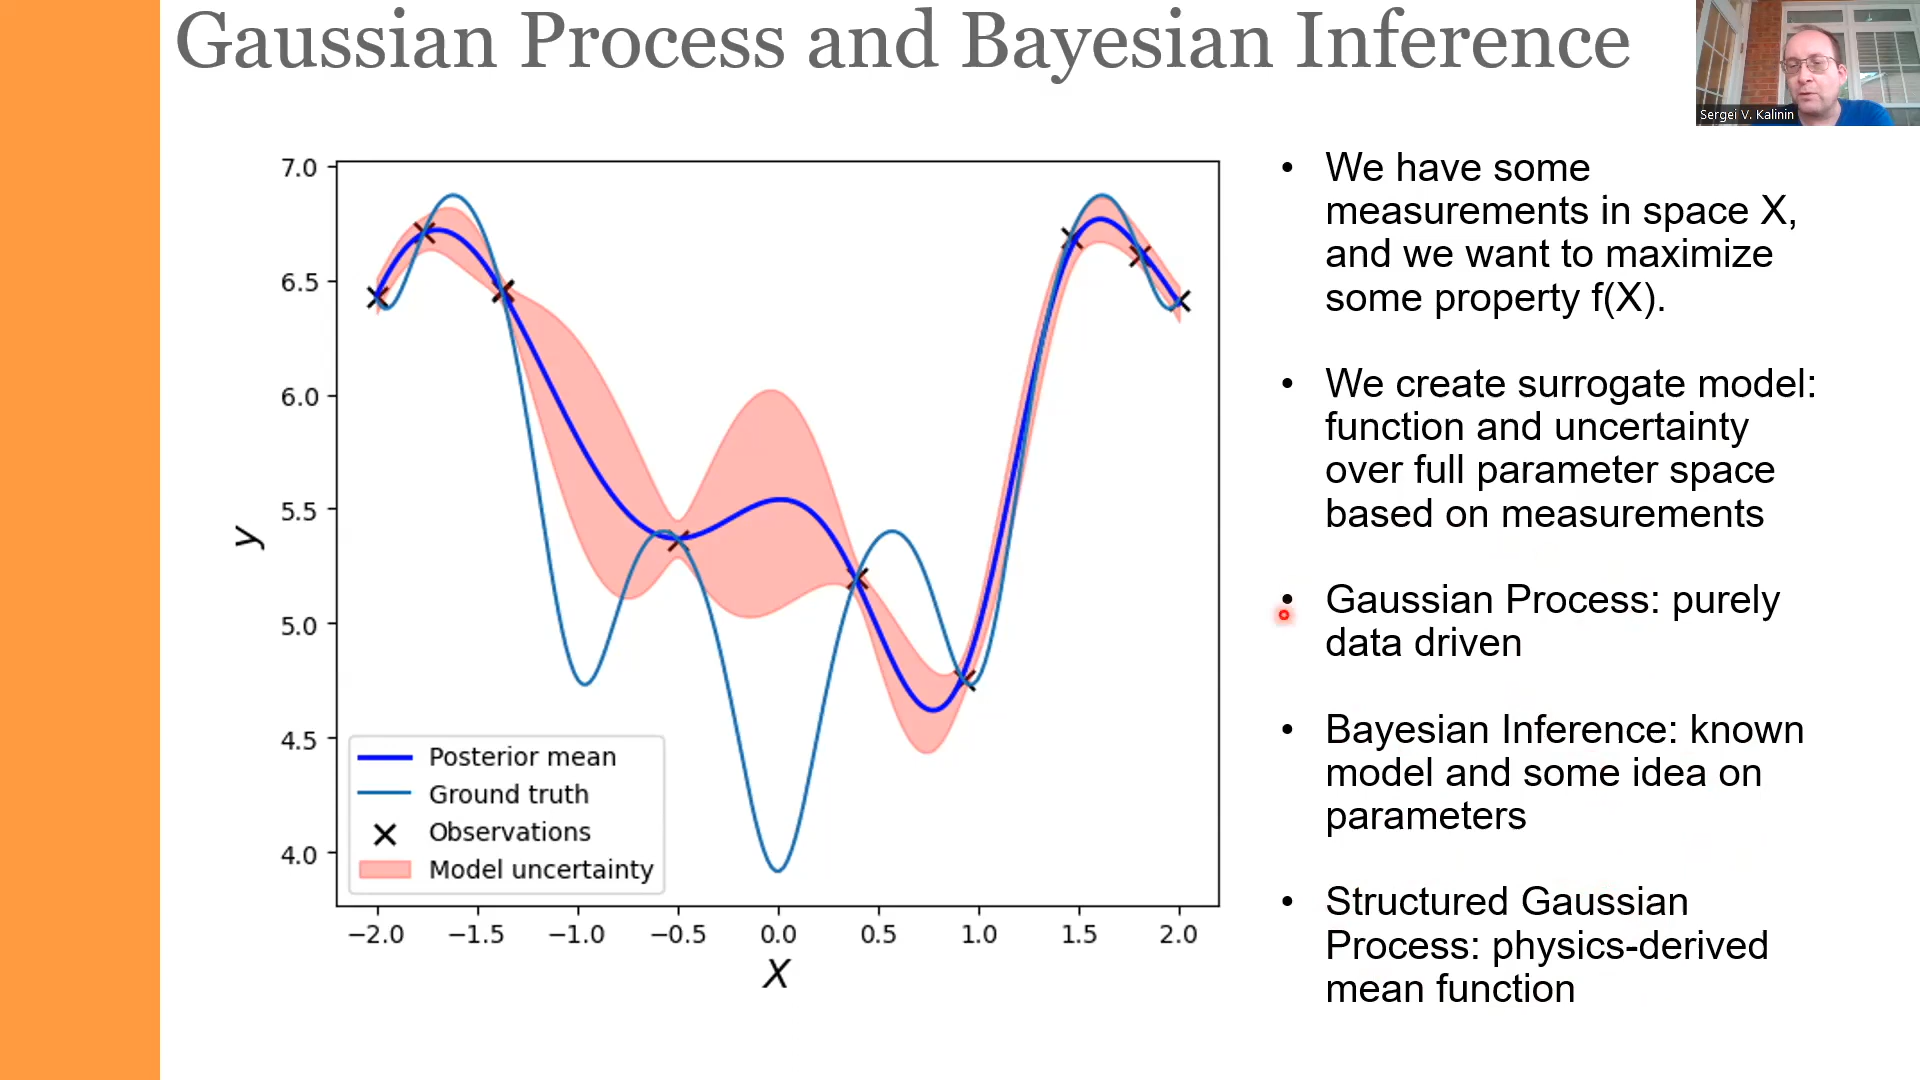 Gaussian Process and Bayesian Inference
Sergei V. Kalinin
7.0
6.5
6.0
5.5
5.0
4.5
4.0
y
Posterior mean
Ground truth
Observations
Model uncertainty
−2.0 −1.5 −1.0 −0.5 0.0 0.5 1.0 1.5 2.0
X
• We have some
measurements in space X,
and we want to maximize
some property f(X).
• We create surrogate model:
function and uncertainty
over full parameter space
based on measurements
• Gaussian Process: purely
data driven
• Bayesian Inference: known
model and some idea on
parameters
• Structured Gaussian
Process: physics-derived
mean function